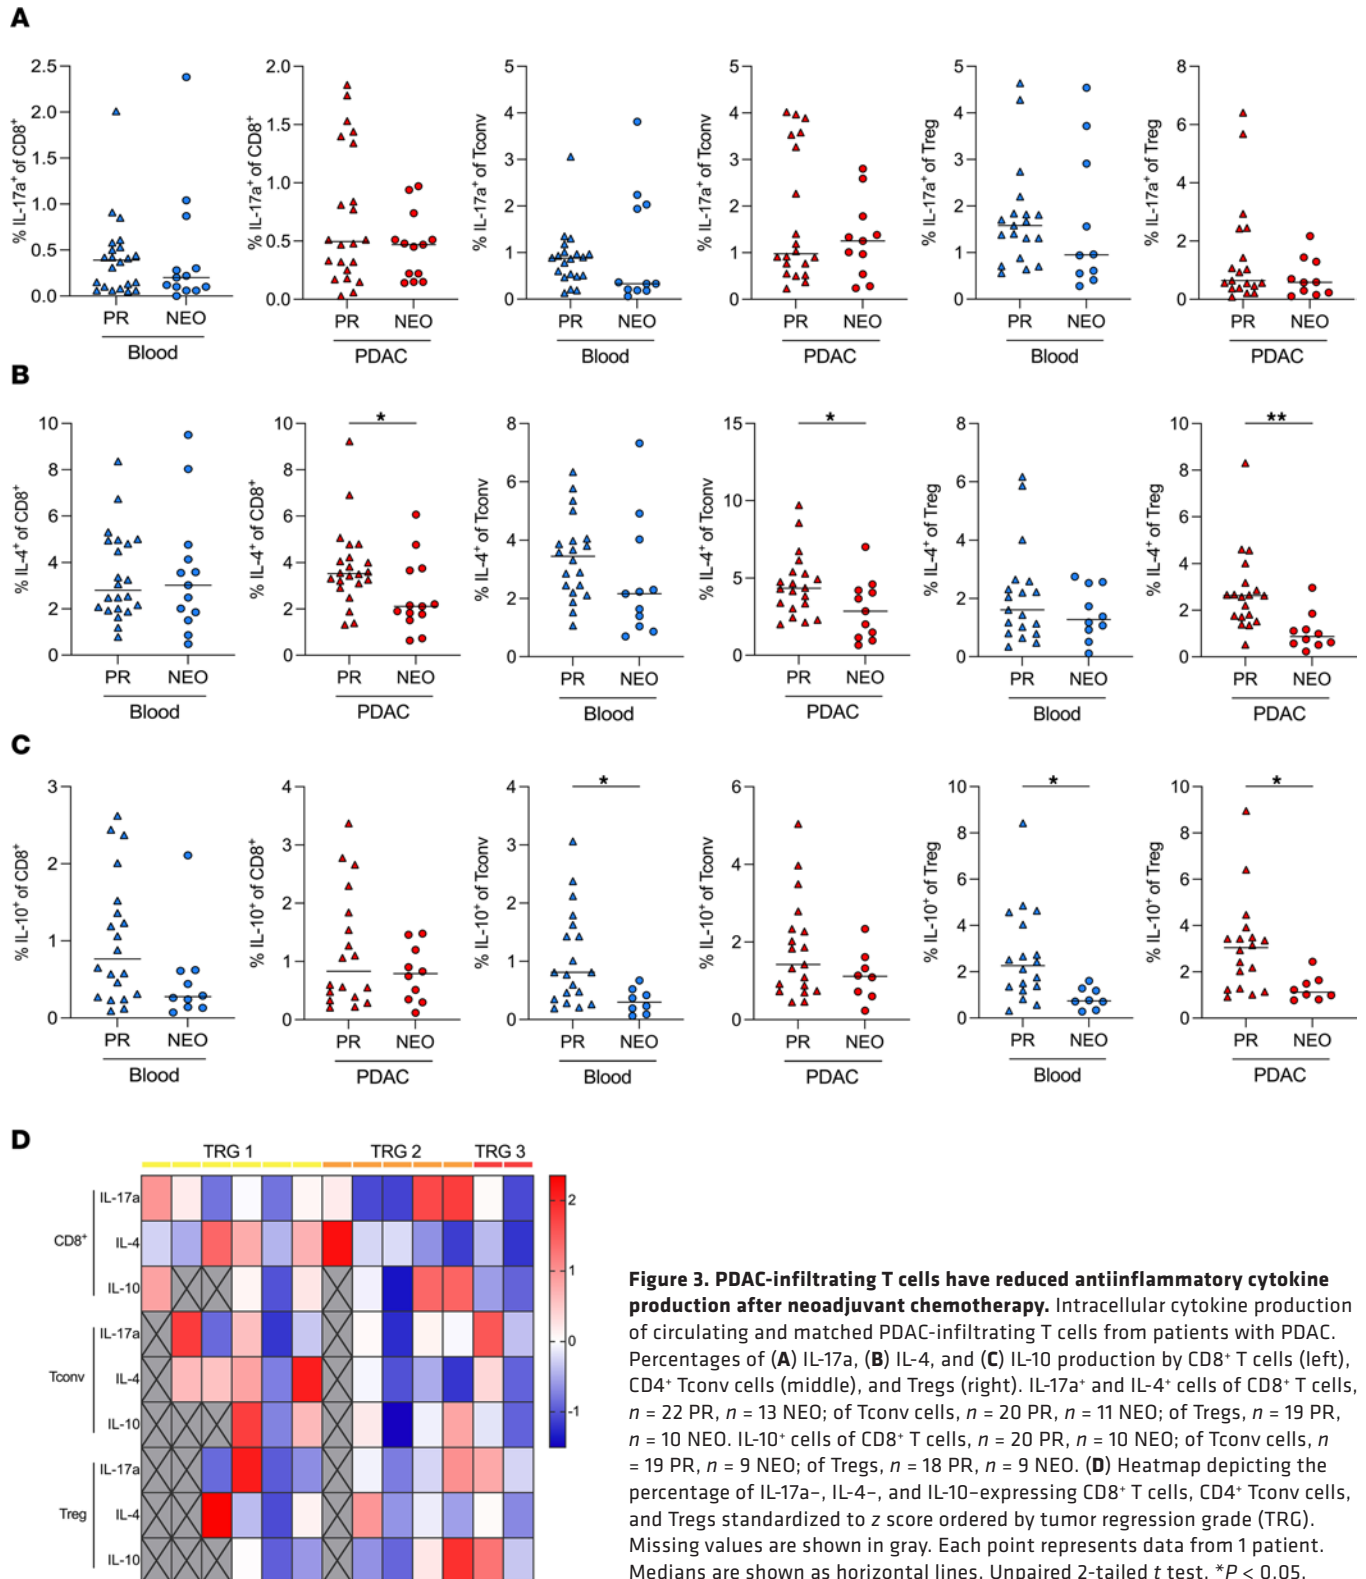 A
2.5
2.0
1.5
1.0
0.5
0.0
% IL-17a⁺ of CD8⁺
PR NEO
Blood
2.0
1.5
1.0
0.5
0.0
% IL-17a⁺ of CD8⁺
PR NEO
PDAC
5
4
3
2
1
0
% IL-17a⁺ of Tconv
PR NEO
Blood
5
4
3
2
1
0
% IL-17a⁺ of Tconv
PR NEO
PDAC
5
4
3
2
1
0
% IL-17a⁺ of Treg
PR NEO
Blood
8
6
4
2
0
% IL-17a⁺ of Treg
PR NEO
PDAC
B
10
8
6
4
2
0
% IL-4⁺ of CD8⁺
PR NEO
Blood
10
8
6
4
2
0
% IL-4⁺ of CD8⁺
*
PR NEO
PDAC
8
6
4
2
0
% IL-4⁺ of Tconv
PR NEO
Blood
15
10
5
0
% IL-4⁺ of Tconv
*
PR NEO
PDAC
8
6
4
2
0
% IL-4⁺ of Treg
PR NEO
Blood
10
8
6
4
2
0
% IL-4⁺ of Treg
**
PR NEO
PDAC
C
3
2
1
0
% IL-10⁺ of CD8⁺
PR NEO
Blood
4
3
2
1
0
% IL-10⁺ of CD8⁺
PR NEO
PDAC
4
3
2
1
0
% IL-10⁺ of Tconv
*
PR NEO
Blood
6
4
2
0
% IL-10⁺ of Tconv
PR NEO
PDAC
10
8
6
4
2
0
% IL-10⁺ of Treg
*
PR NEO
Blood
10
8
6
4
2
0
% IL-10⁺ of Treg
*
PR NEO
PDAC
D
TRG 1 TRG 2 TRG 3
CD8⁺
IL-17a
IL-4
IL-10
Tconv
IL-17a
IL-4
IL-10
Treg
IL-17a
IL-4
IL-10
2
1
0
-1
Figure 3. PDAC-infiltrating T cells have reduced antiinflammatory cytokine
production after neoadjuvant chemotherapy. Intracellular cytokine production
of circulating and matched PDAC-infiltrating T cells from patients with PDAC.
Percentages of (A) IL-17a, (B) IL-4, and (C) IL-10 production by CD8⁺ T cells (left),
CD4⁺ Tconv cells (middle), and Tregs (right). IL-17a⁺ and IL-4⁺ cells of CD8⁺ T cells,
n = 22 PR, n = 13 NEO; of Tconv cells, n = 20 PR, n = 11 NEO; of Tregs, n = 19 PR,
n = 10 NEO. IL-10⁺ cells of CD8⁺ T cells, n = 20 PR, n = 10 NEO; of Tconv cells, n
= 19 PR, n = 9 NEO; of Tregs, n = 18 PR, n = 9 NEO. (D) Heatmap depicting the
percentage of IL-17a–, IL-4–, and IL-10–expressing CD8⁺ T cells, CD4⁺ Tconv cells,
and Tregs standardized to z score ordered by tumor regression grade (TRG).
Missing values are shown in gray. Each point represents data from 1 patient.
Medians are shown as horizontal lines. Unpaired 2-tailed t test. *P < 0.05.